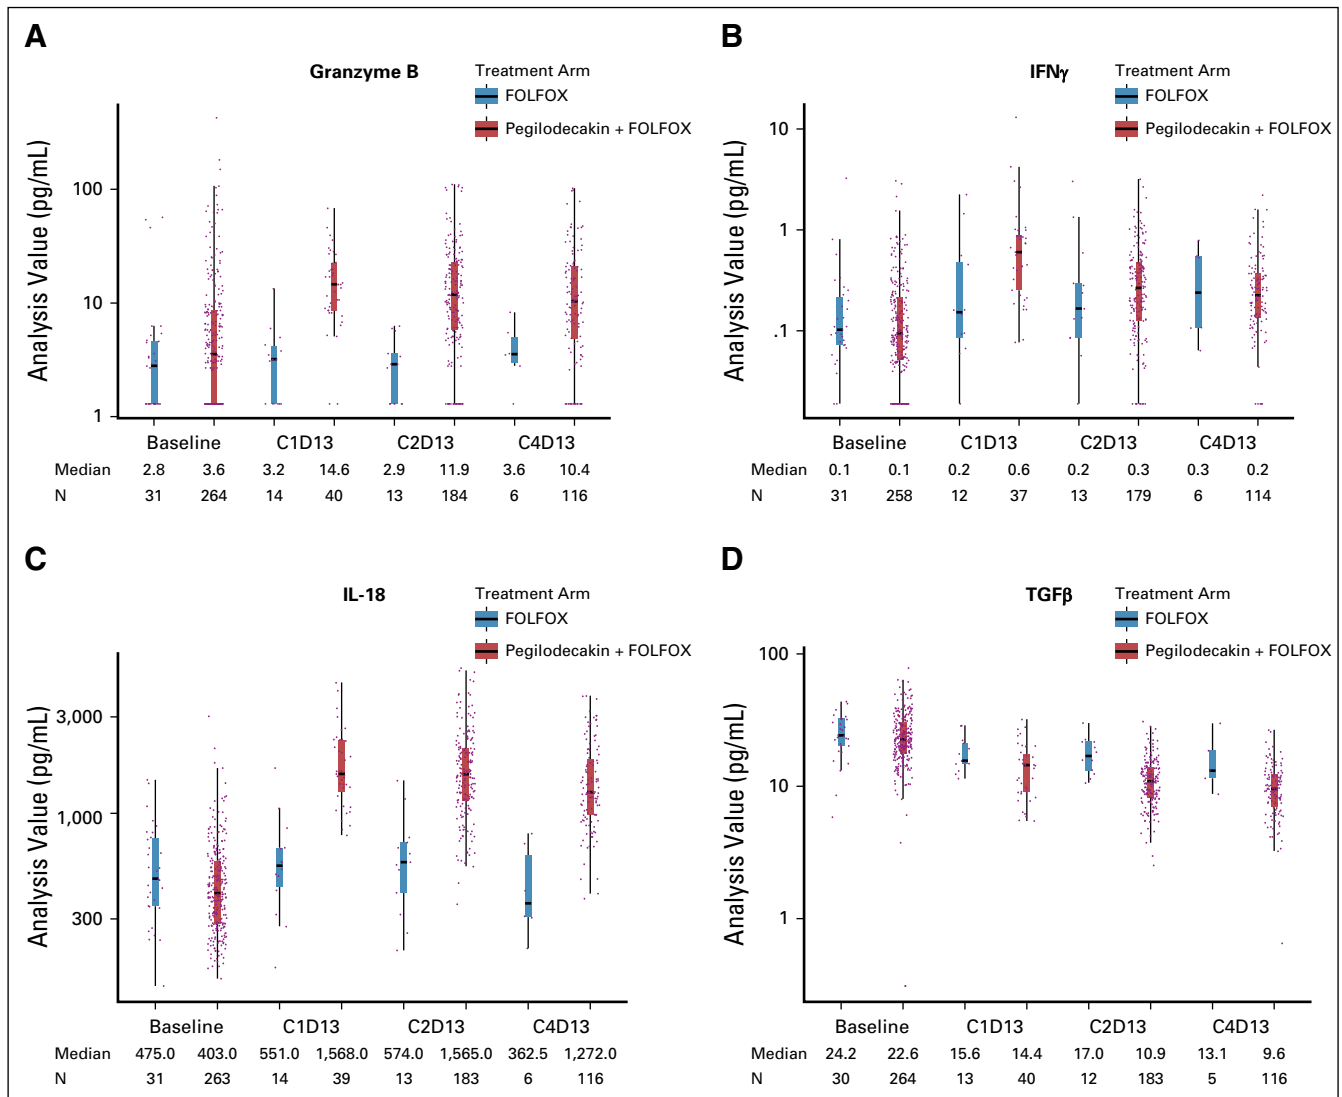 A
Granzyme B
Treatment Arm
FOLFOX
Pegilodecakin + FOLFOX
Analysis Value (pg/mL)
100
10
1
Baseline C1D13 C2D13 C4D13
Median 2.8 3.6 3.2 14.6 2.9 11.9 3.6 10.4
N 31 264 14 40 13 184 6 116
B
IFNγ
Treatment Arm
FOLFOX
Pegilodecakin + FOLFOX
Analysis Value (pg/mL)
10
1
.1
Baseline C1D13 C2D13 C4D13
Median 0.1 0.1 0.2 0.6 0.2 0.3 0.3 0.2
N 31 258 12 37 13 179 6 114
C
IL-18
Treatment Arm
FOLFOX
Pegilodecakin + FOLFOX
Analysis Value (pg/mL)
3,000
1,000
300
Baseline C1D13 C2D13 C4D13
Median 475.0 403.0 551.0 1,568.0 574.0 1,565.0 362.5 1,272.0
N 31 263 14 39 13 183 6 116
D
TGFβ
Treatment Arm
FOLFOX
Pegilodecakin + FOLFOX
Analysis Value (pg/mL)
100
10
1
Baseline C1D13 C2D13 C4D13
Median 24.2 22.6 15.6 14.4 17.0 10.9 13.1 9.6
N 30 264 13 40 12 183 5 116